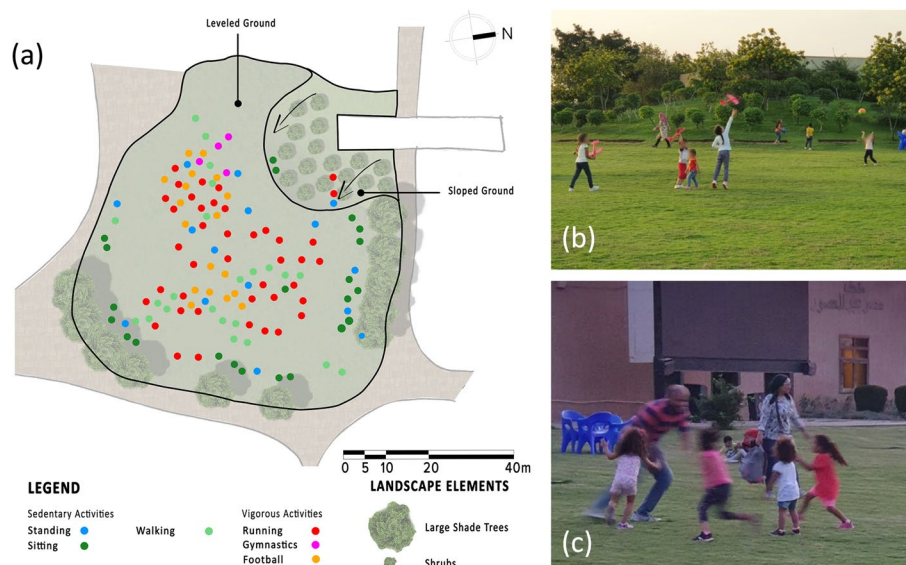 (a)
Leveled Ground
N
Sloped Ground
0 5 10 20 40m
LEGEND
Sedentary Activities
Standing
Sitting
Walking
Vigorous Activities
Running
Gymnastics
Football
LANDSCAPE ELEMENTS
Large Shade Trees
Shrubs
(b)
(c)